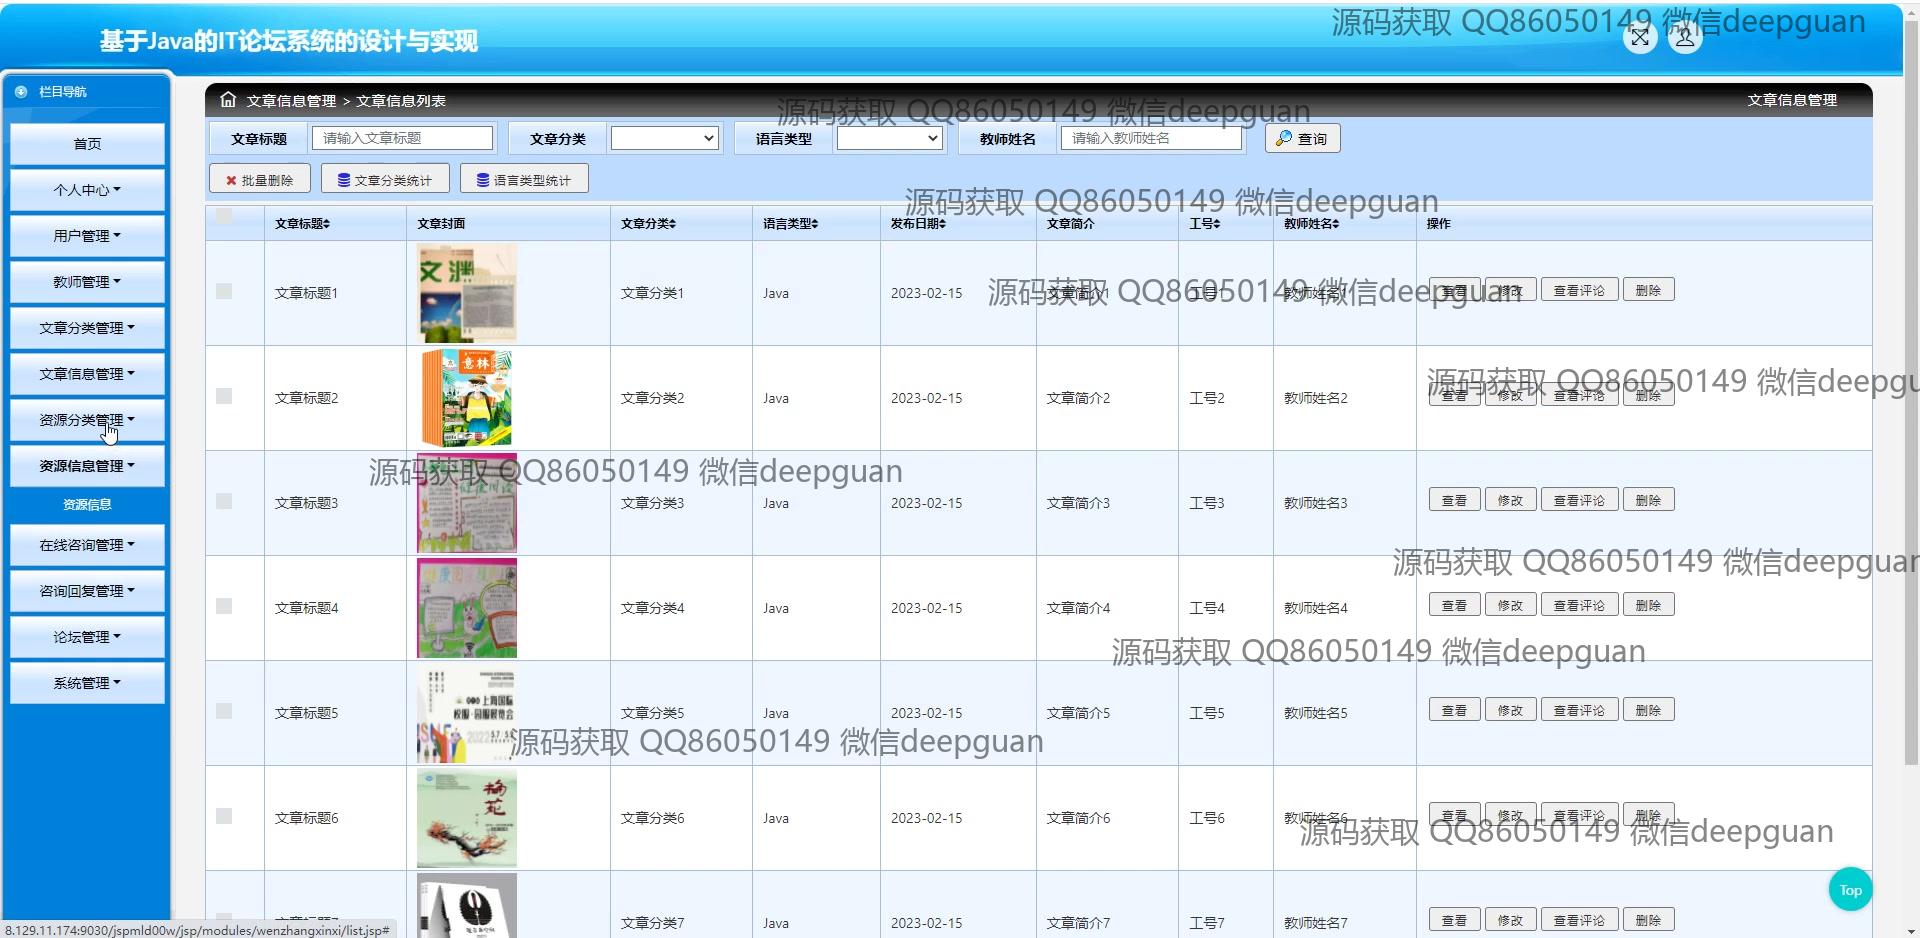 基于Java的IT论坛系统的设计与实现
源码获取 QQ86050149 微信deepguan
栏目导航
首页
个人中心
用户管理
教师管理
文章分类管理
文章信息管理
资源分类管理
资源信息管理
资源信息
在线咨询管理
咨询回复管理
论坛管理
系统管理
文章信息管理 > 文章信息列表
文章信息管理
源码获取 QQ86050149 微信deepguan
文章标题 请输入文章标题 文章分类 语言类型 教师姓名 请输入教师姓名 查询
批量删除 文章分类统计 语言类型统计
源码获取 QQ86050149 微信deepguan
文章标题 文章封面 文章分类 语言类型 发布日期 文章简介 工号 教师姓名 操作
文章标题1 文章分类1 Java 2023-02-15 文章简介1 工号1 教师姓名1 查看 修改 查看评论 删除
源码获取 QQ86050149 微信deepguan
文渊
意林
文章标题2 文章分类2 Java 2023-02-15 文章简介2 工号2 教师姓名2 查看 修改 查看评论 删除
源码获取 QQ86050149 微信deepgu
源码获取 QQ86050149 微信deepguan
文章标题3 文章分类3 Java 2023-02-15 文章简介3 工号3 教师姓名3 查看 修改 查看评论 删除
源码获取 QQ86050149 微信deepguan
文章标题4 文章分类4 Java 2023-02-15 文章简介4 工号4 教师姓名4 查看 修改 查看评论 删除
源码获取 QQ86050149 微信deepguan
上海国际
校服·园服展览会
文章标题5 文章分类5 Java 2023-02-15 文章简介5 工号5 教师姓名5 查看 修改 查看评论 删除
源码获取 QQ86050149 微信deepguan
文章标题6 文章分类6 Java 2023-02-15 文章简介6 工号6 教师姓名6 查看 修改 查看评论 删除
源码获取 QQ86050149 微信deepguan
Top
文章标题7 文章分类7 Java 2023-02-15 文章简介7 工号7 教师姓名7 查看 修改 查看评论 删除
8.129.11.174:9030/jspmld00w/jsp/modules/wenzhangxinxi/list.jsp#